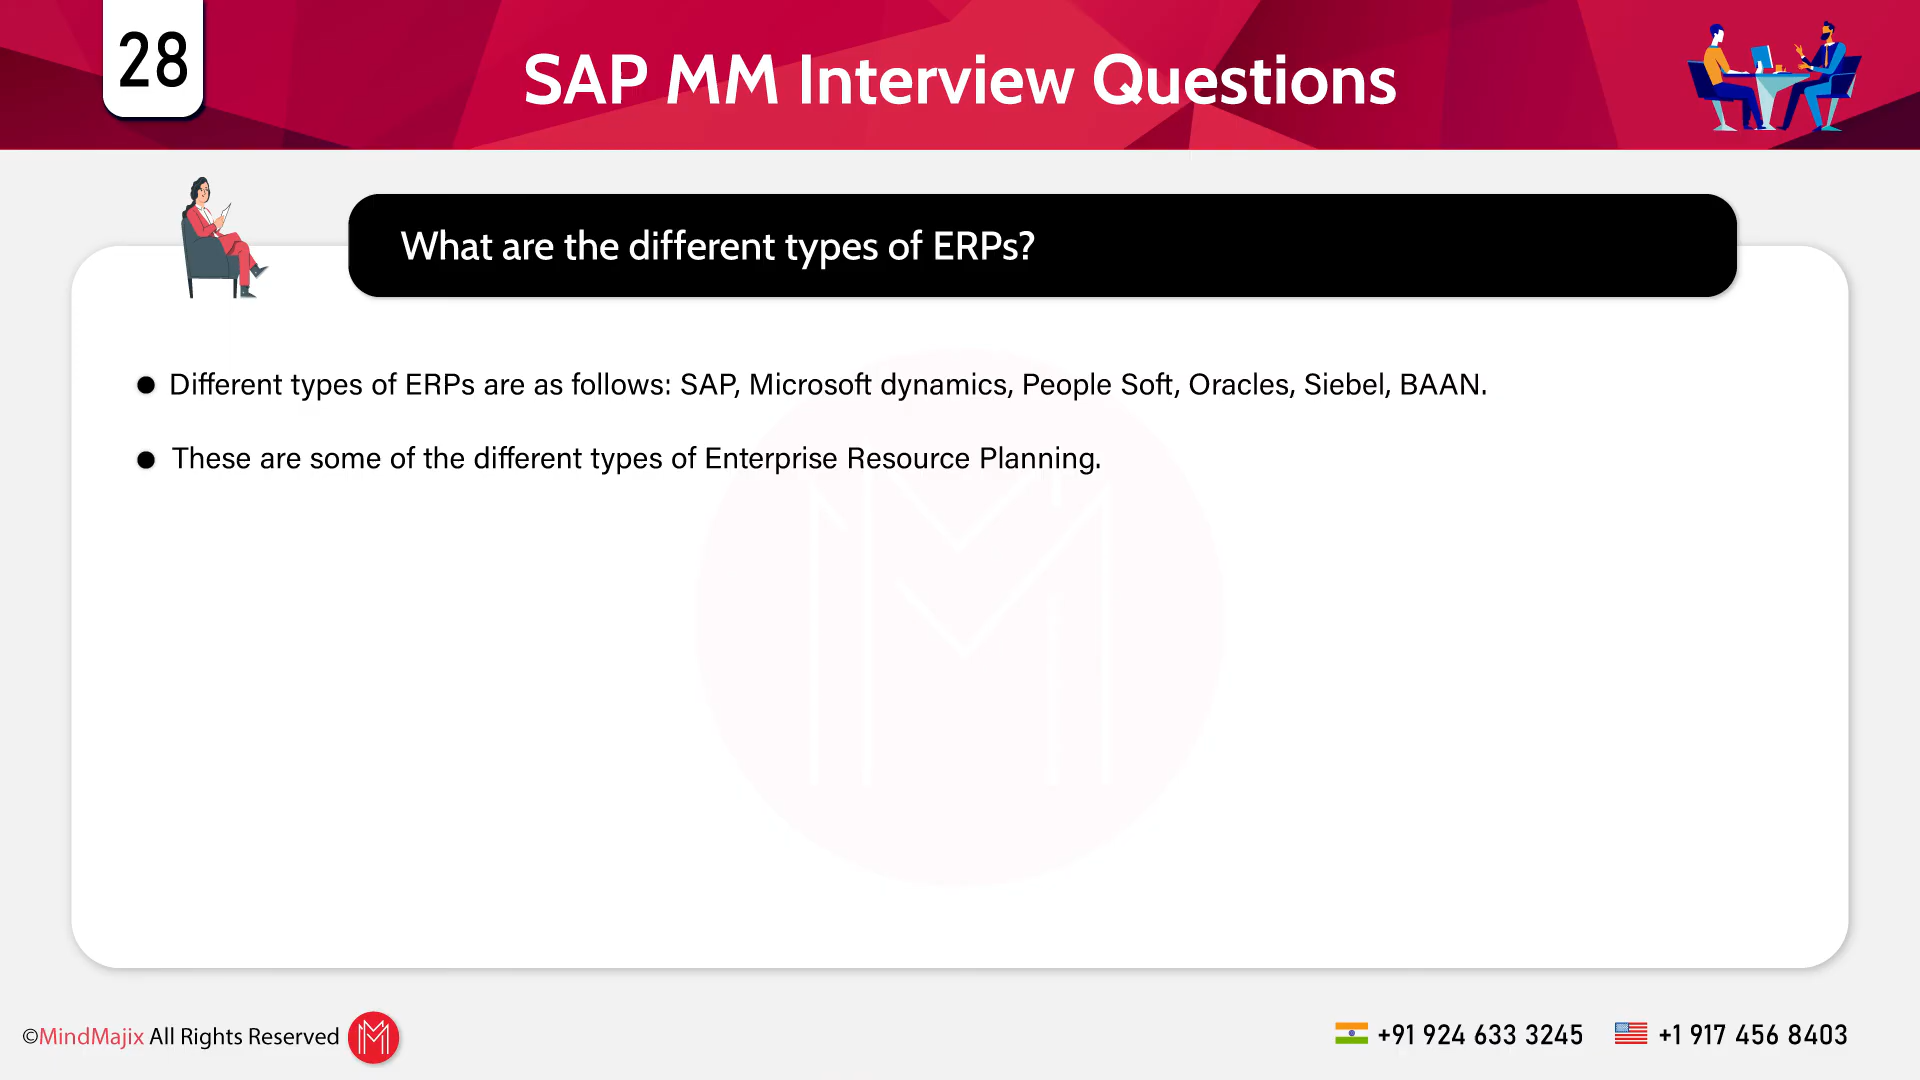 28
SAP MM Interview Questions
What are the different types of ERPs?
● Different types of ERPs are as follows: SAP, Microsoft dynamics, People Soft, Oracles, Siebel, BAAN.
● These are some of the different types of Enterprise Resource Planning.
©MindMajix All Rights Reserved
+91 924 633 3245
+1 917 456 8403